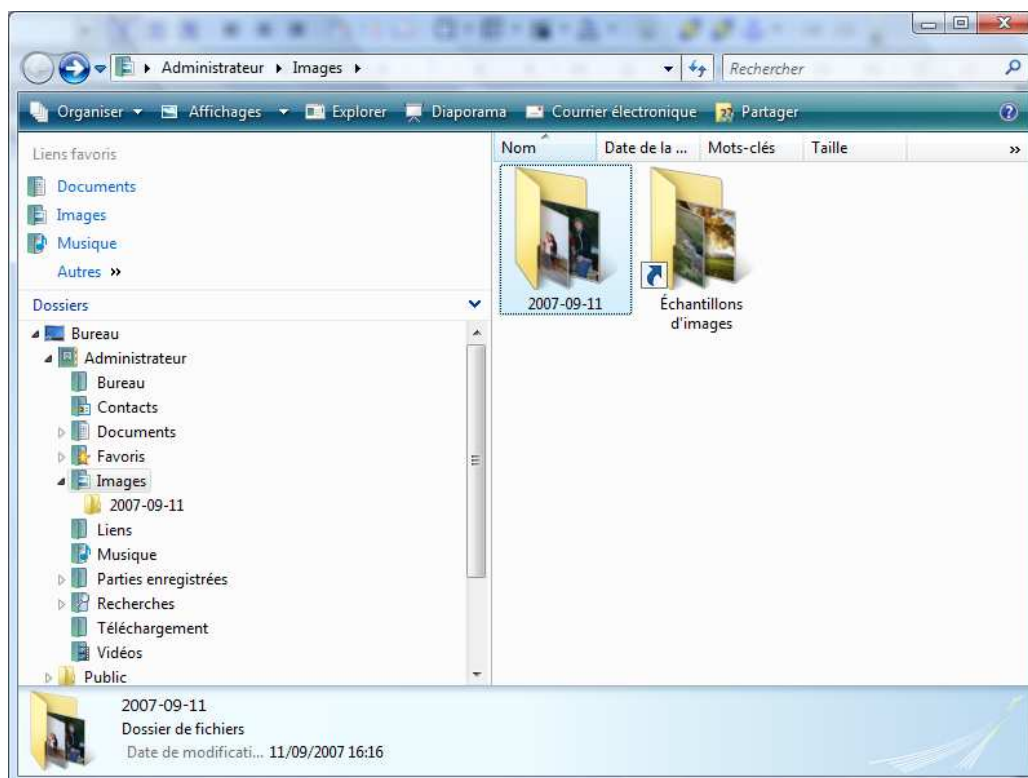 Administrateur Images
Rechercher
Organiser Affichages Explorer Diaporama Courrier électronique Partager
Liens favoris
Documents
Images
Musique
Autres »
Dossiers
Bureau
Administrateur
Bureau
Contacts
Documents
Favoris
Images
2007-09-11
Liens
Musique
Parties enregistrées
Recherches
Téléchargement
Vidéos
Public
Nom Date de la ... Mots-clés Taille »
2007-09-11
Échantillons
d'images
2007-09-11
Dossier de fichiers
Date de modificati... 11/09/2007 16:16